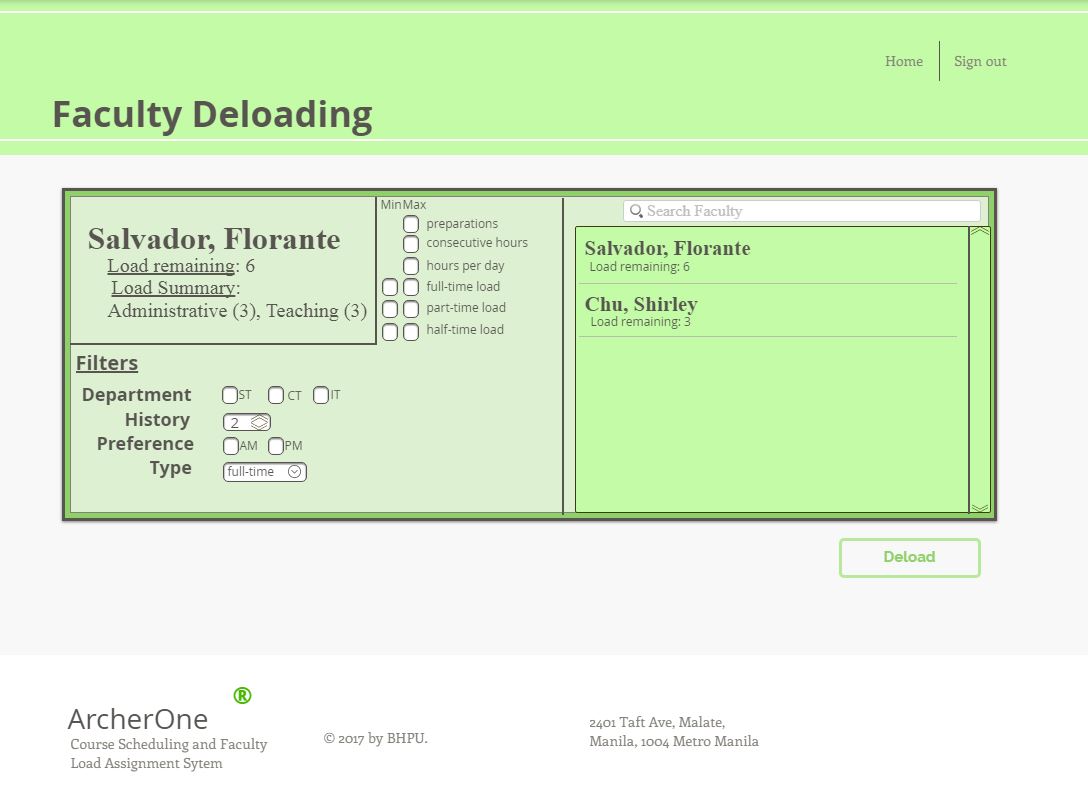 Home
Sign out
Faculty Deloading
Salvador, Florante
Load remaining: 6
Load Summary:
Administrative (3), Teaching (3)
MinMax
preparations
consecutive hours
hours per day
full-time load
part-time load
half-time load
Filters
Department ST CT IT
History 2
Preference AM PM
Type full-time
Search Faculty
Salvador, Florante
Load remaining: 6
Chu, Shirley
Load remaining: 3
Deload
ArcherOne ®
Course Scheduling and Faculty
Load Assignment Sytem
© 2017 by BHPU.
2401 Taft Ave, Malate,
Manila, 1004 Metro Manila